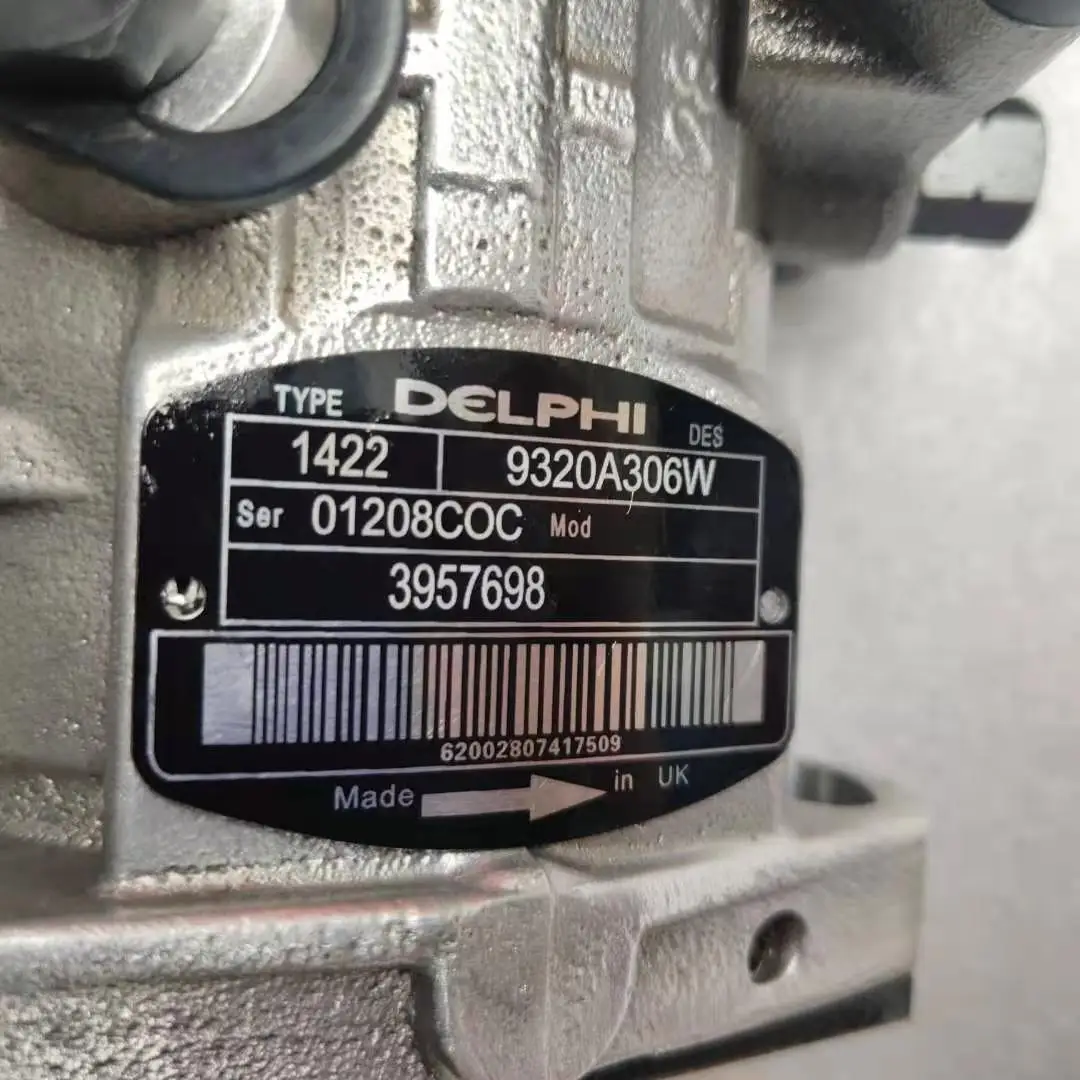 TYPE DELPHI DES
1422 9320A306W
Ser 01208COC Mod
3957698
62002807417509
Made in UK